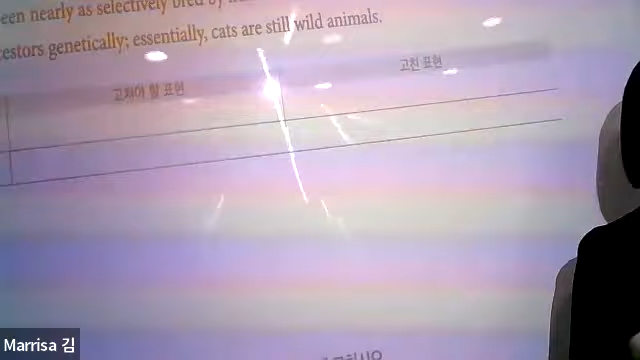 een nearly as selectively bred by
cestors genetically; essentially, cats are still wild animals.
고쳐야 할 표현
고친 표현
Marrisa 김